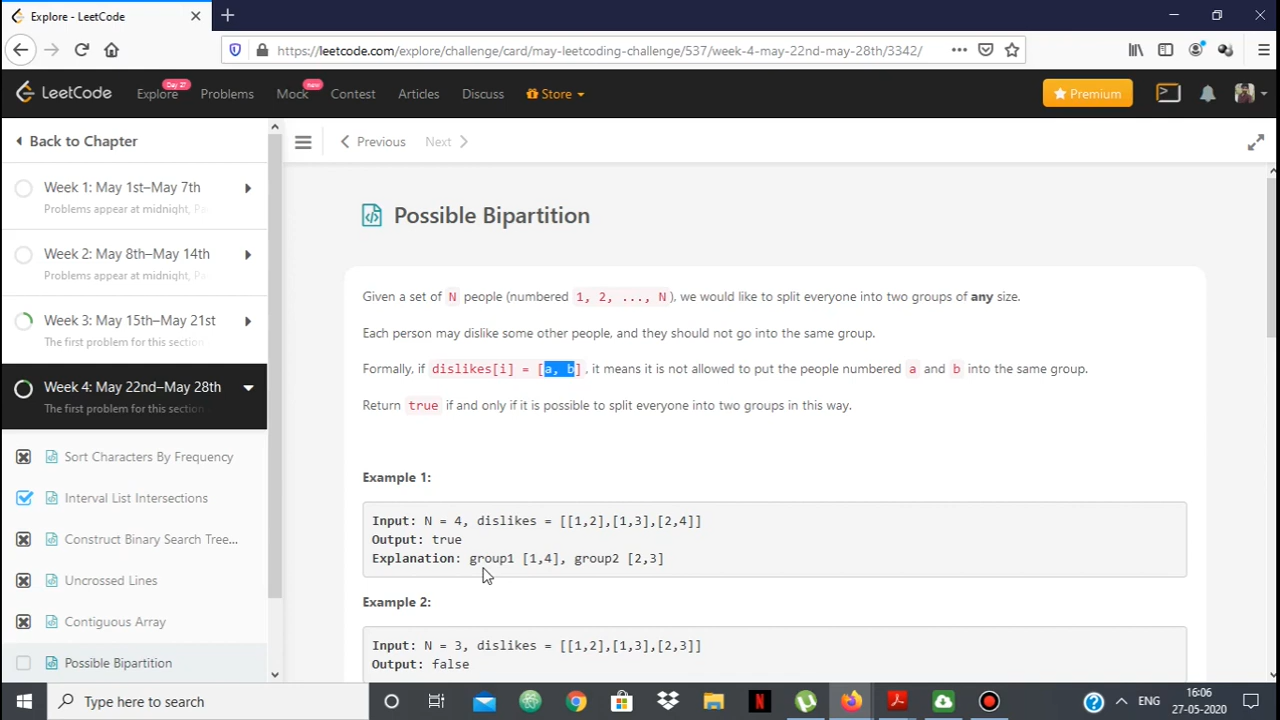 Explore - LeetCode
https://leetcode.com/explore/challenge/card/may-leetcoding-challenge/537/week-4-may-22nd-may-28th/3342/
Day 27
New
LeetCode Explore Problems Mock Contest Articles Discuss Store Premium
Back to Chapter
Previous Next
Week 1: May 1st–May 7th
Problems appear at midnight, Pa
Week 2: May 8th–May 14th
Problems appear at midnight, Pa
Week 3: May 15th–May 21st
The first problem for this section
Week 4: May 22nd–May 28th
The first problem for this section
Sort Characters By Frequency
Interval List Intersections
Construct Binary Search Tree...
Uncrossed Lines
Contiguous Array
Possible Bipartition
Possible Bipartition
Given a set of N people (numbered 1, 2, ..., N), we would like to split everyone into two groups of any size.
Each person may dislike some other people, and they should not go into the same group.
Formally, if dislikes[i] = [a, b], it means it is not allowed to put the people numbered a and b into the same group.
Return true if and only if it is possible to split everyone into two groups in this way.
Example 1:
Input: N = 4, dislikes = [[1,2],[1,3],[2,4]]
Output: true
Explanation: group1 [1,4], group2 [2,3]
Example 2:
Input: N = 3, dislikes = [[1,2],[1,3],[2,3]]
Output: false
Type here to search
ENG
16:06
27-05-2020